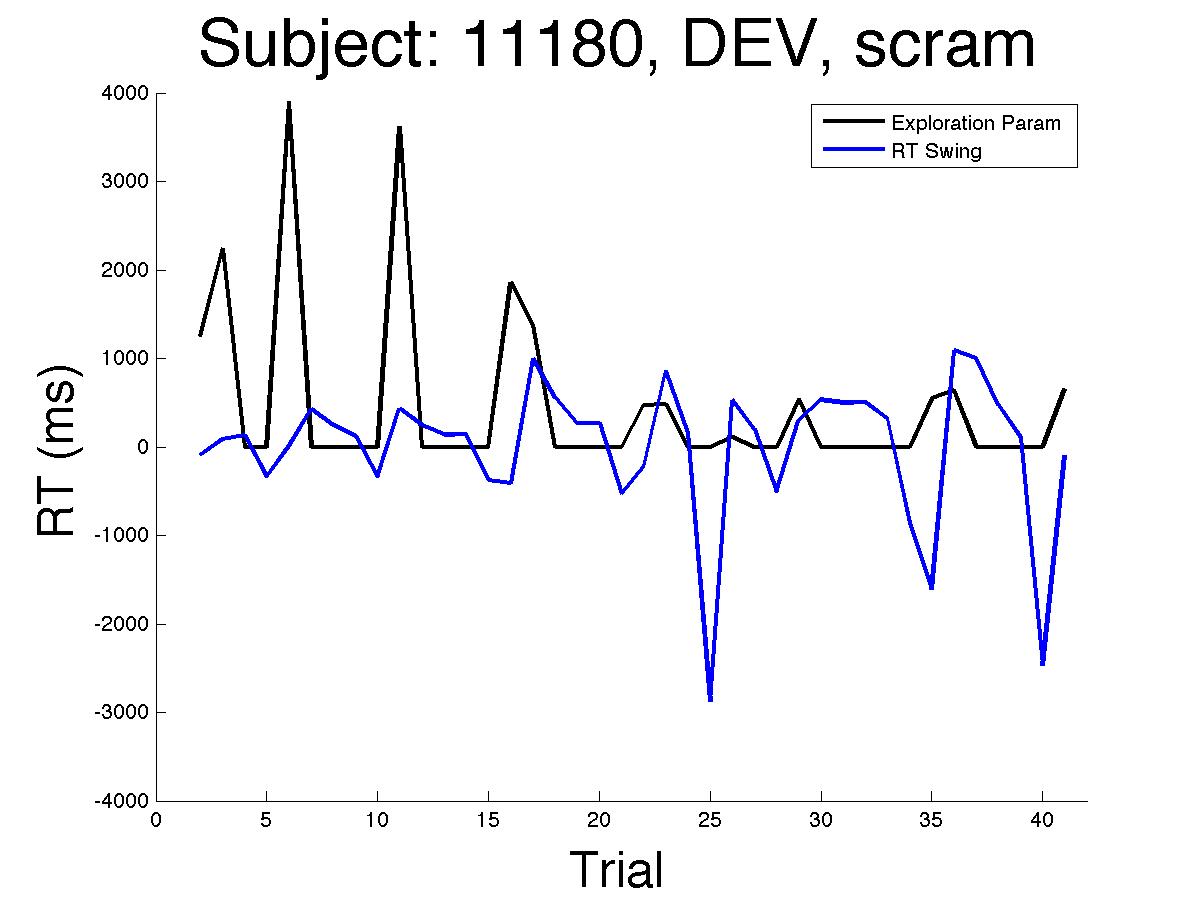 Subject: 11180, DEV, scram
Exploration Param
RT Swing
4000
3000
2000
1000
0
-1000
-2000
-3000
-4000
RT (ms)
0 5 10 15 20 25 30 35 40
Trial